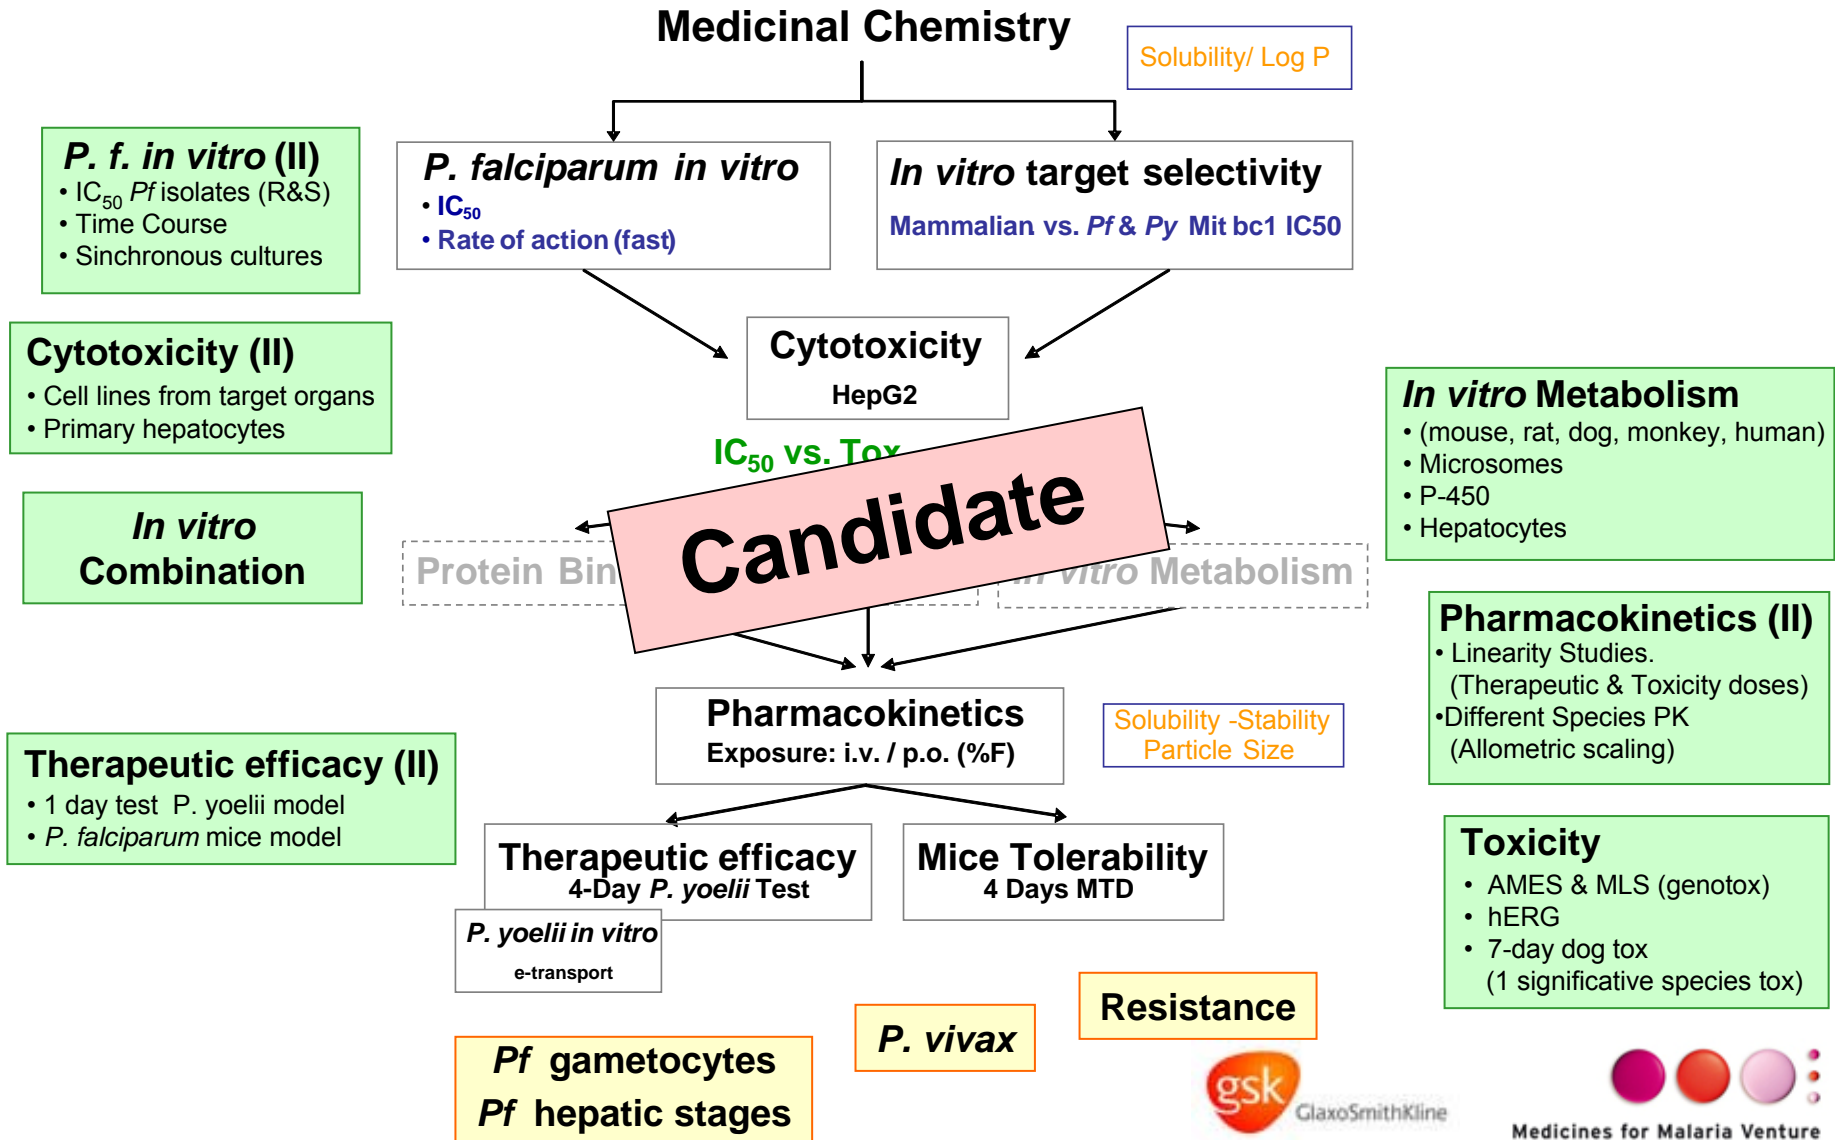 Medicinal Chemistry
Solubility/ Log P
P. f. in vitro (II)
• IC50 Pf isolates (R&S)
• Time Course
• Sinchronous cultures
P. falciparum in vitro
• IC50
• Rate of action (fast)
In vitro target selectivity
Mammalian vs. Pf & Py Mit bc1 IC50
Cytotoxicity (II)
• Cell lines from target organs
• Primary hepatocytes
Cytotoxicity
HepG2
IC50 vs. Tox
In vitro Metabolism
• (mouse, rat, dog, monkey, human)
• Microsomes
• P-450
• Hepatocytes
In vitro
Combination
Candidate
Protein
vitro Metabolism
Pharmacokinetics (II)
• Linearity Studies.
(Therapeutic & Toxicity doses)
•Different Species PK
(Allometric scaling)
Pharmacokinetics
Exposure: i.v. / p.o. (%F)
Solubility -Stability
Particle Size
Therapeutic efficacy (II)
• 1 day test P. yoelii model
• P. falciparum mice model
Therapeutic efficacy
4-Day P. yoelii Test
Mice Tolerability
4 Days MTD
P. yoelii in vitro
e-transport
Toxicity
• AMES & MLS (genotox)
• hERG
• 7-day dog tox
(1 significative species tox)
Pf gametocytes
Pf hepatic stages
P. vivax
Resistance
gsk
GlaxoSmithKline
Medicines for Malaria Venture